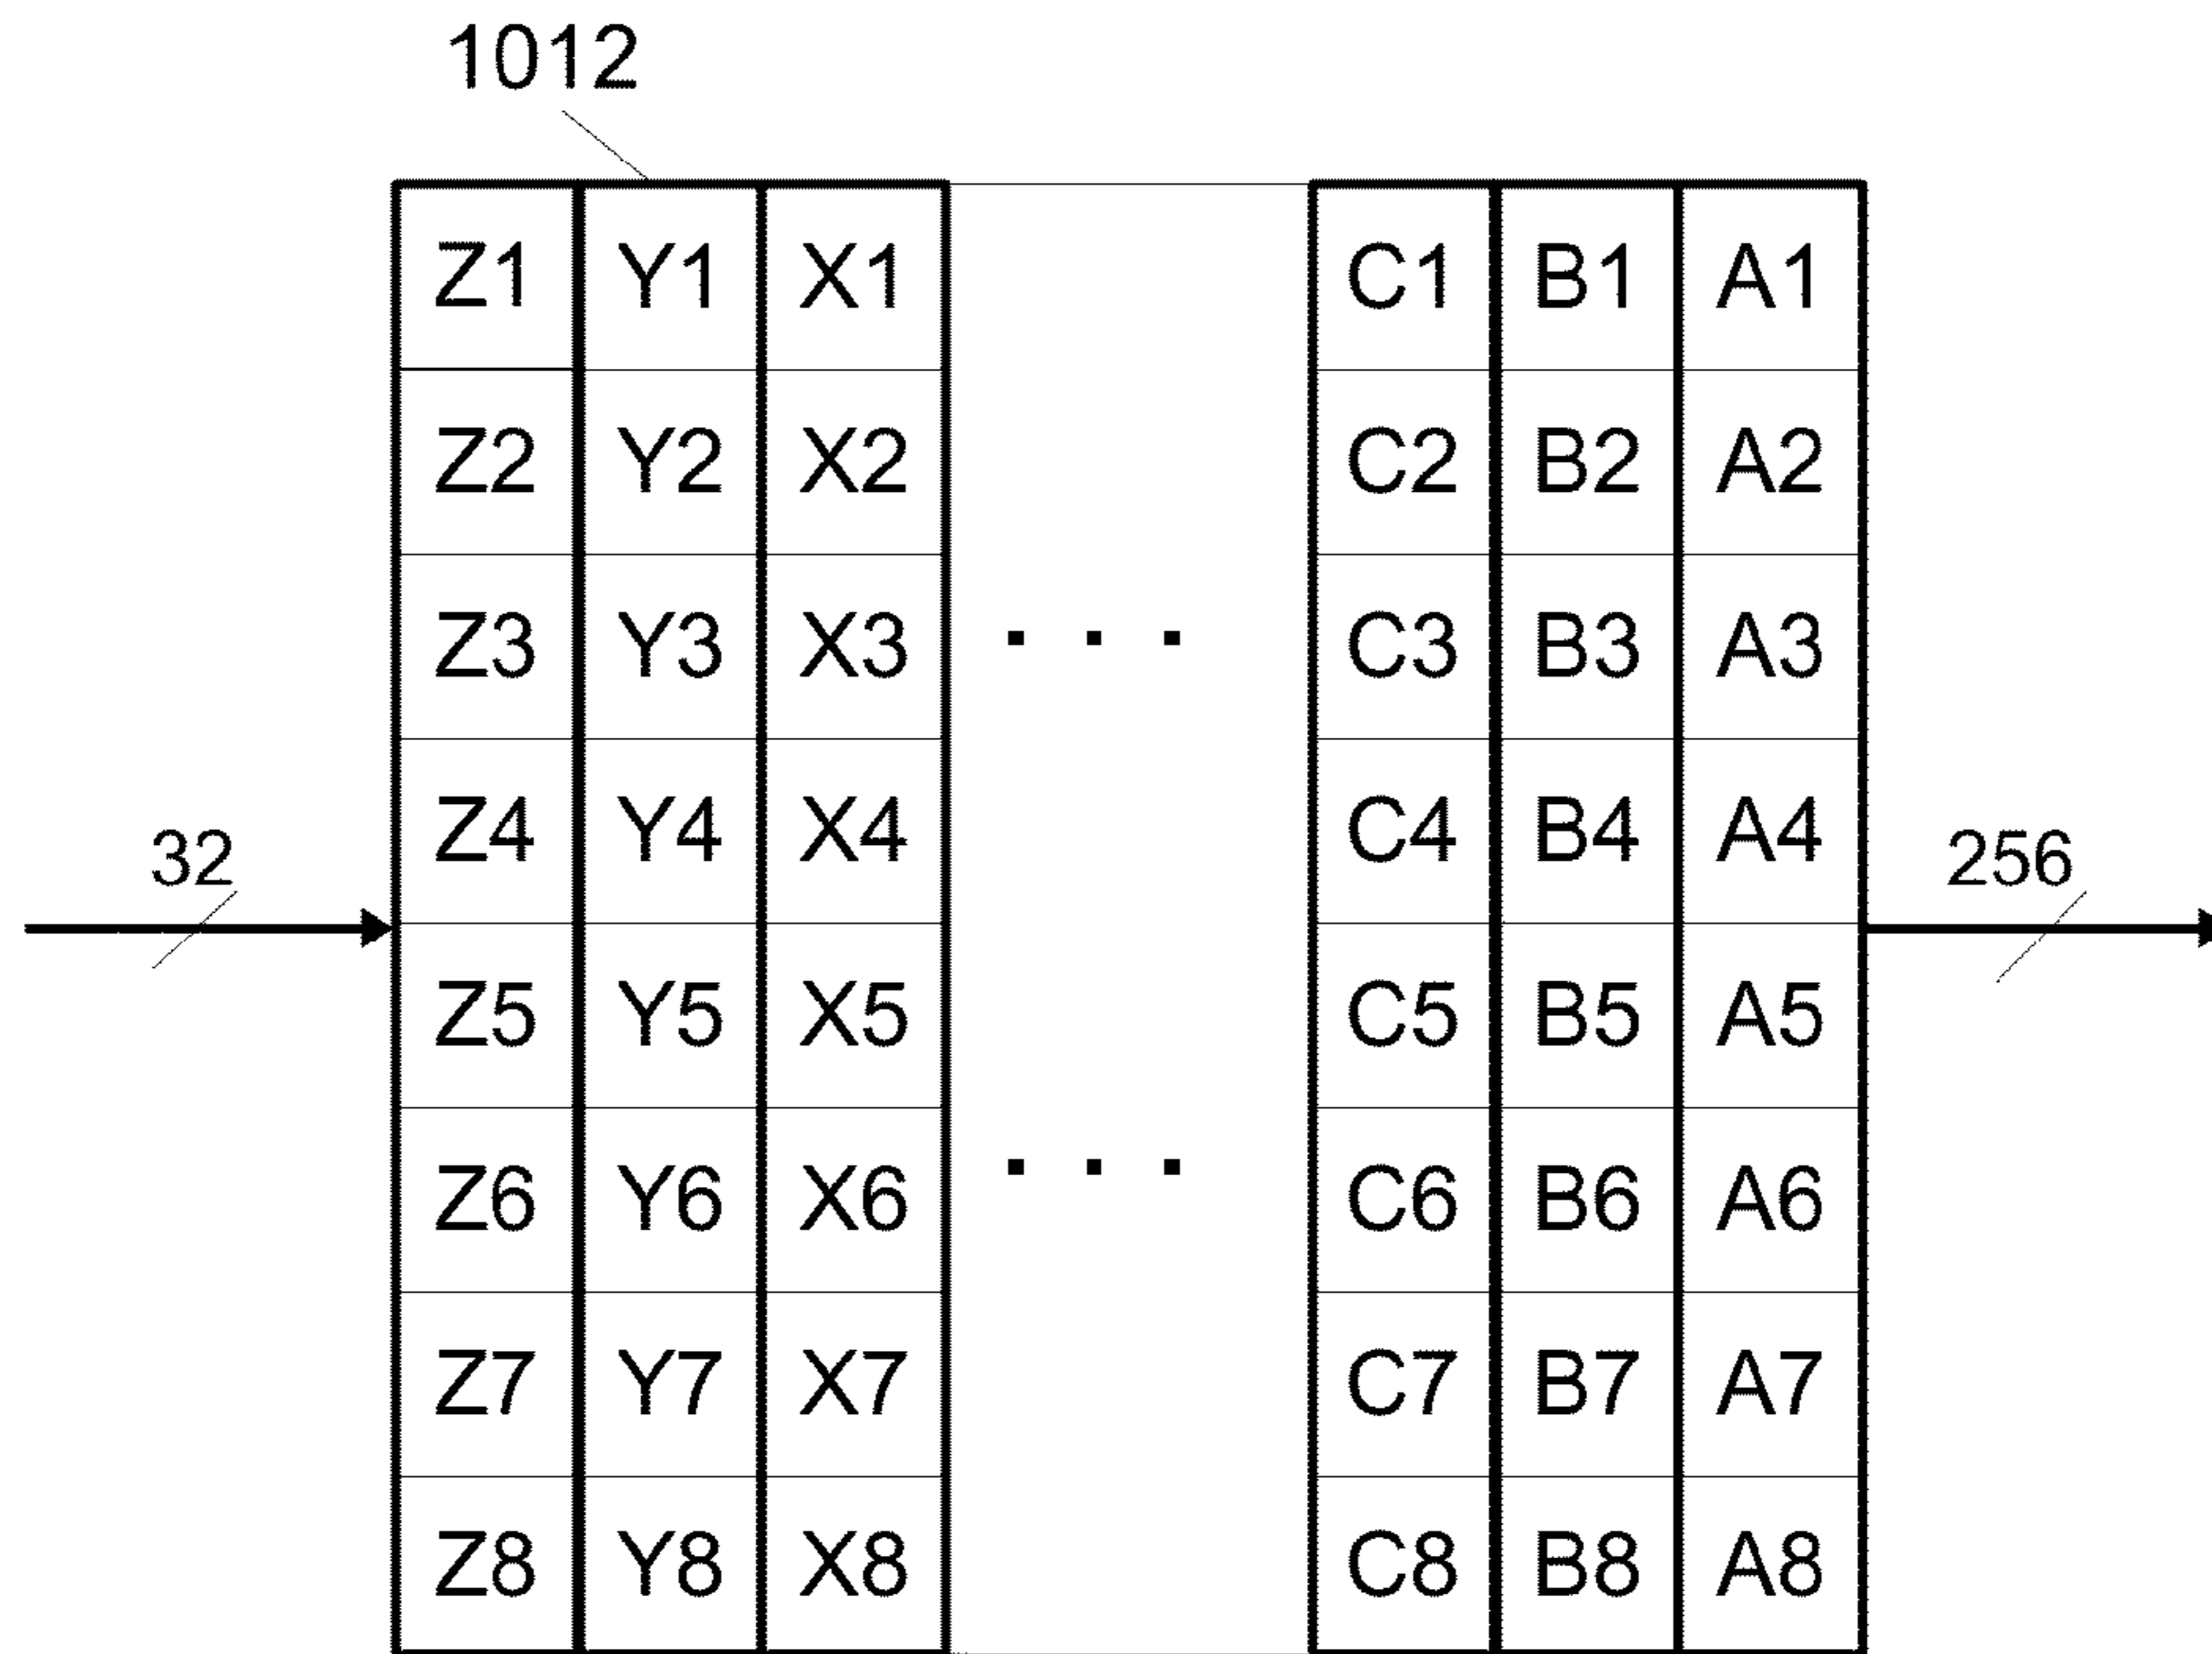 1012
Z1 Y1 X1 C1 B1 A1
Z2 Y2 X2 C2 B2 A2
Z3 Y3 X3 . . . C3 B3 A3
Z4 Y4 X4 C4 B4 A4
32 256
Z5 Y5 X5 C5 B5 A5
Z6 Y6 X6 . . . C6 B6 A6
Z7 Y7 X7 C7 B7 A7
Z8 Y8 X8 C8 B8 A8